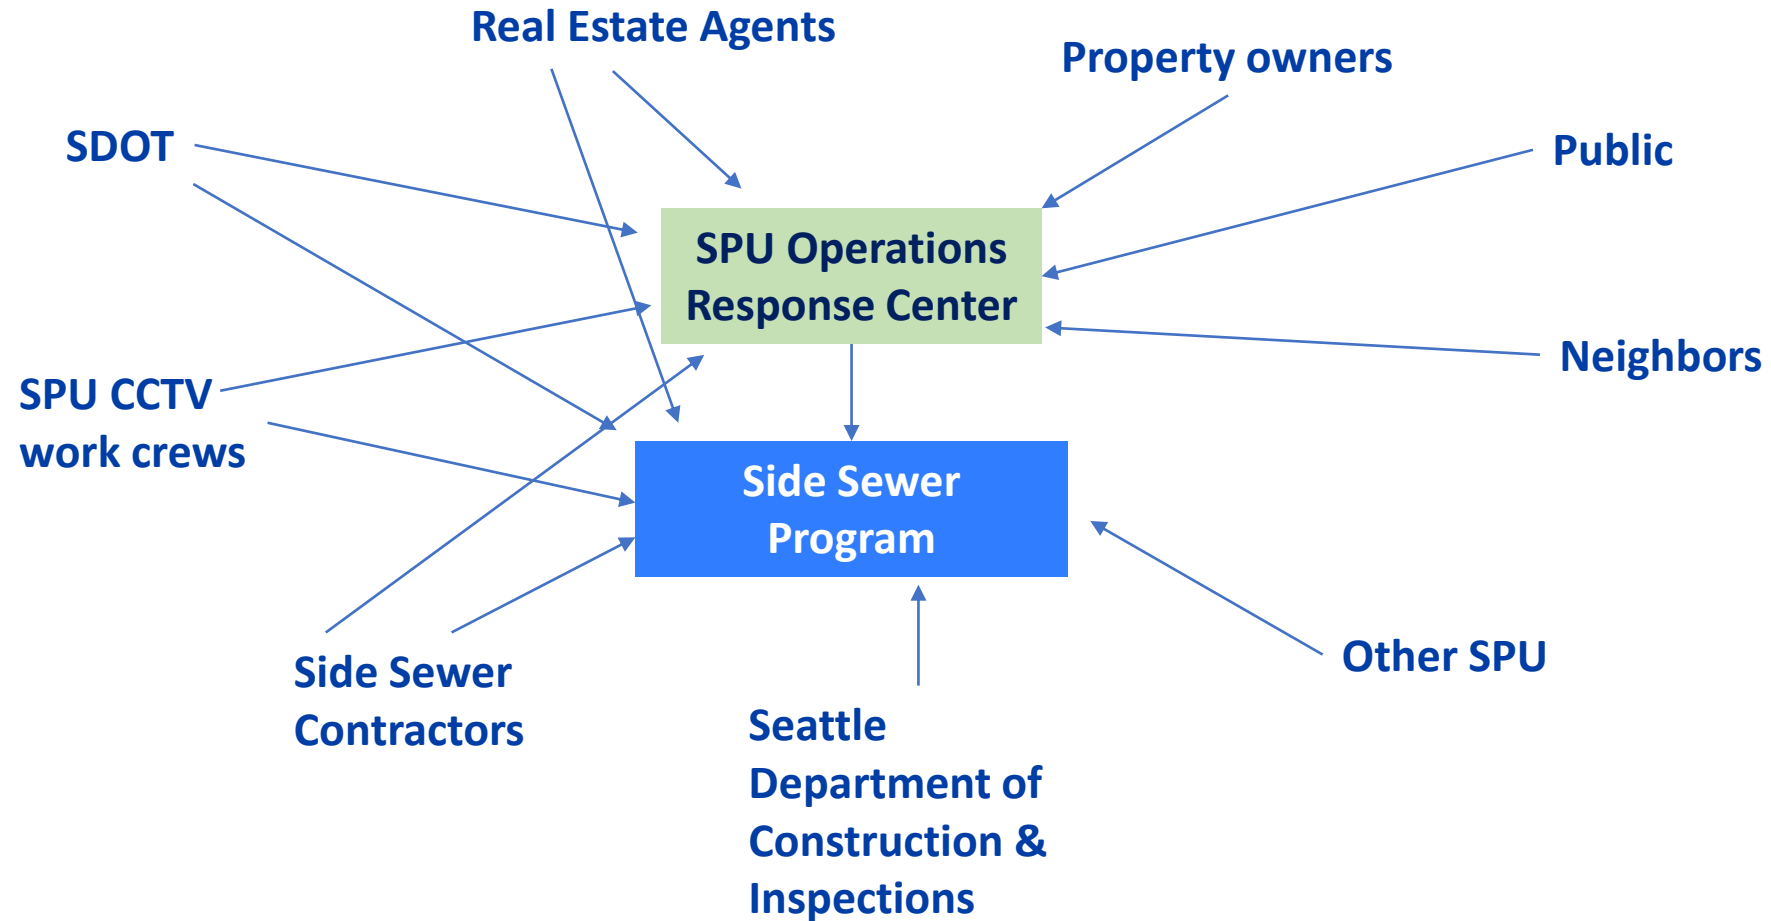 Real Estate Agents
Property owners
SDOT
Public
SPU Operations
Response Center
Neighbors
SPU CCTV
work crews
Side Sewer
Program
Side Sewer
Contractors
Other SPU
Seattle
Department of
Construction &
Inspections